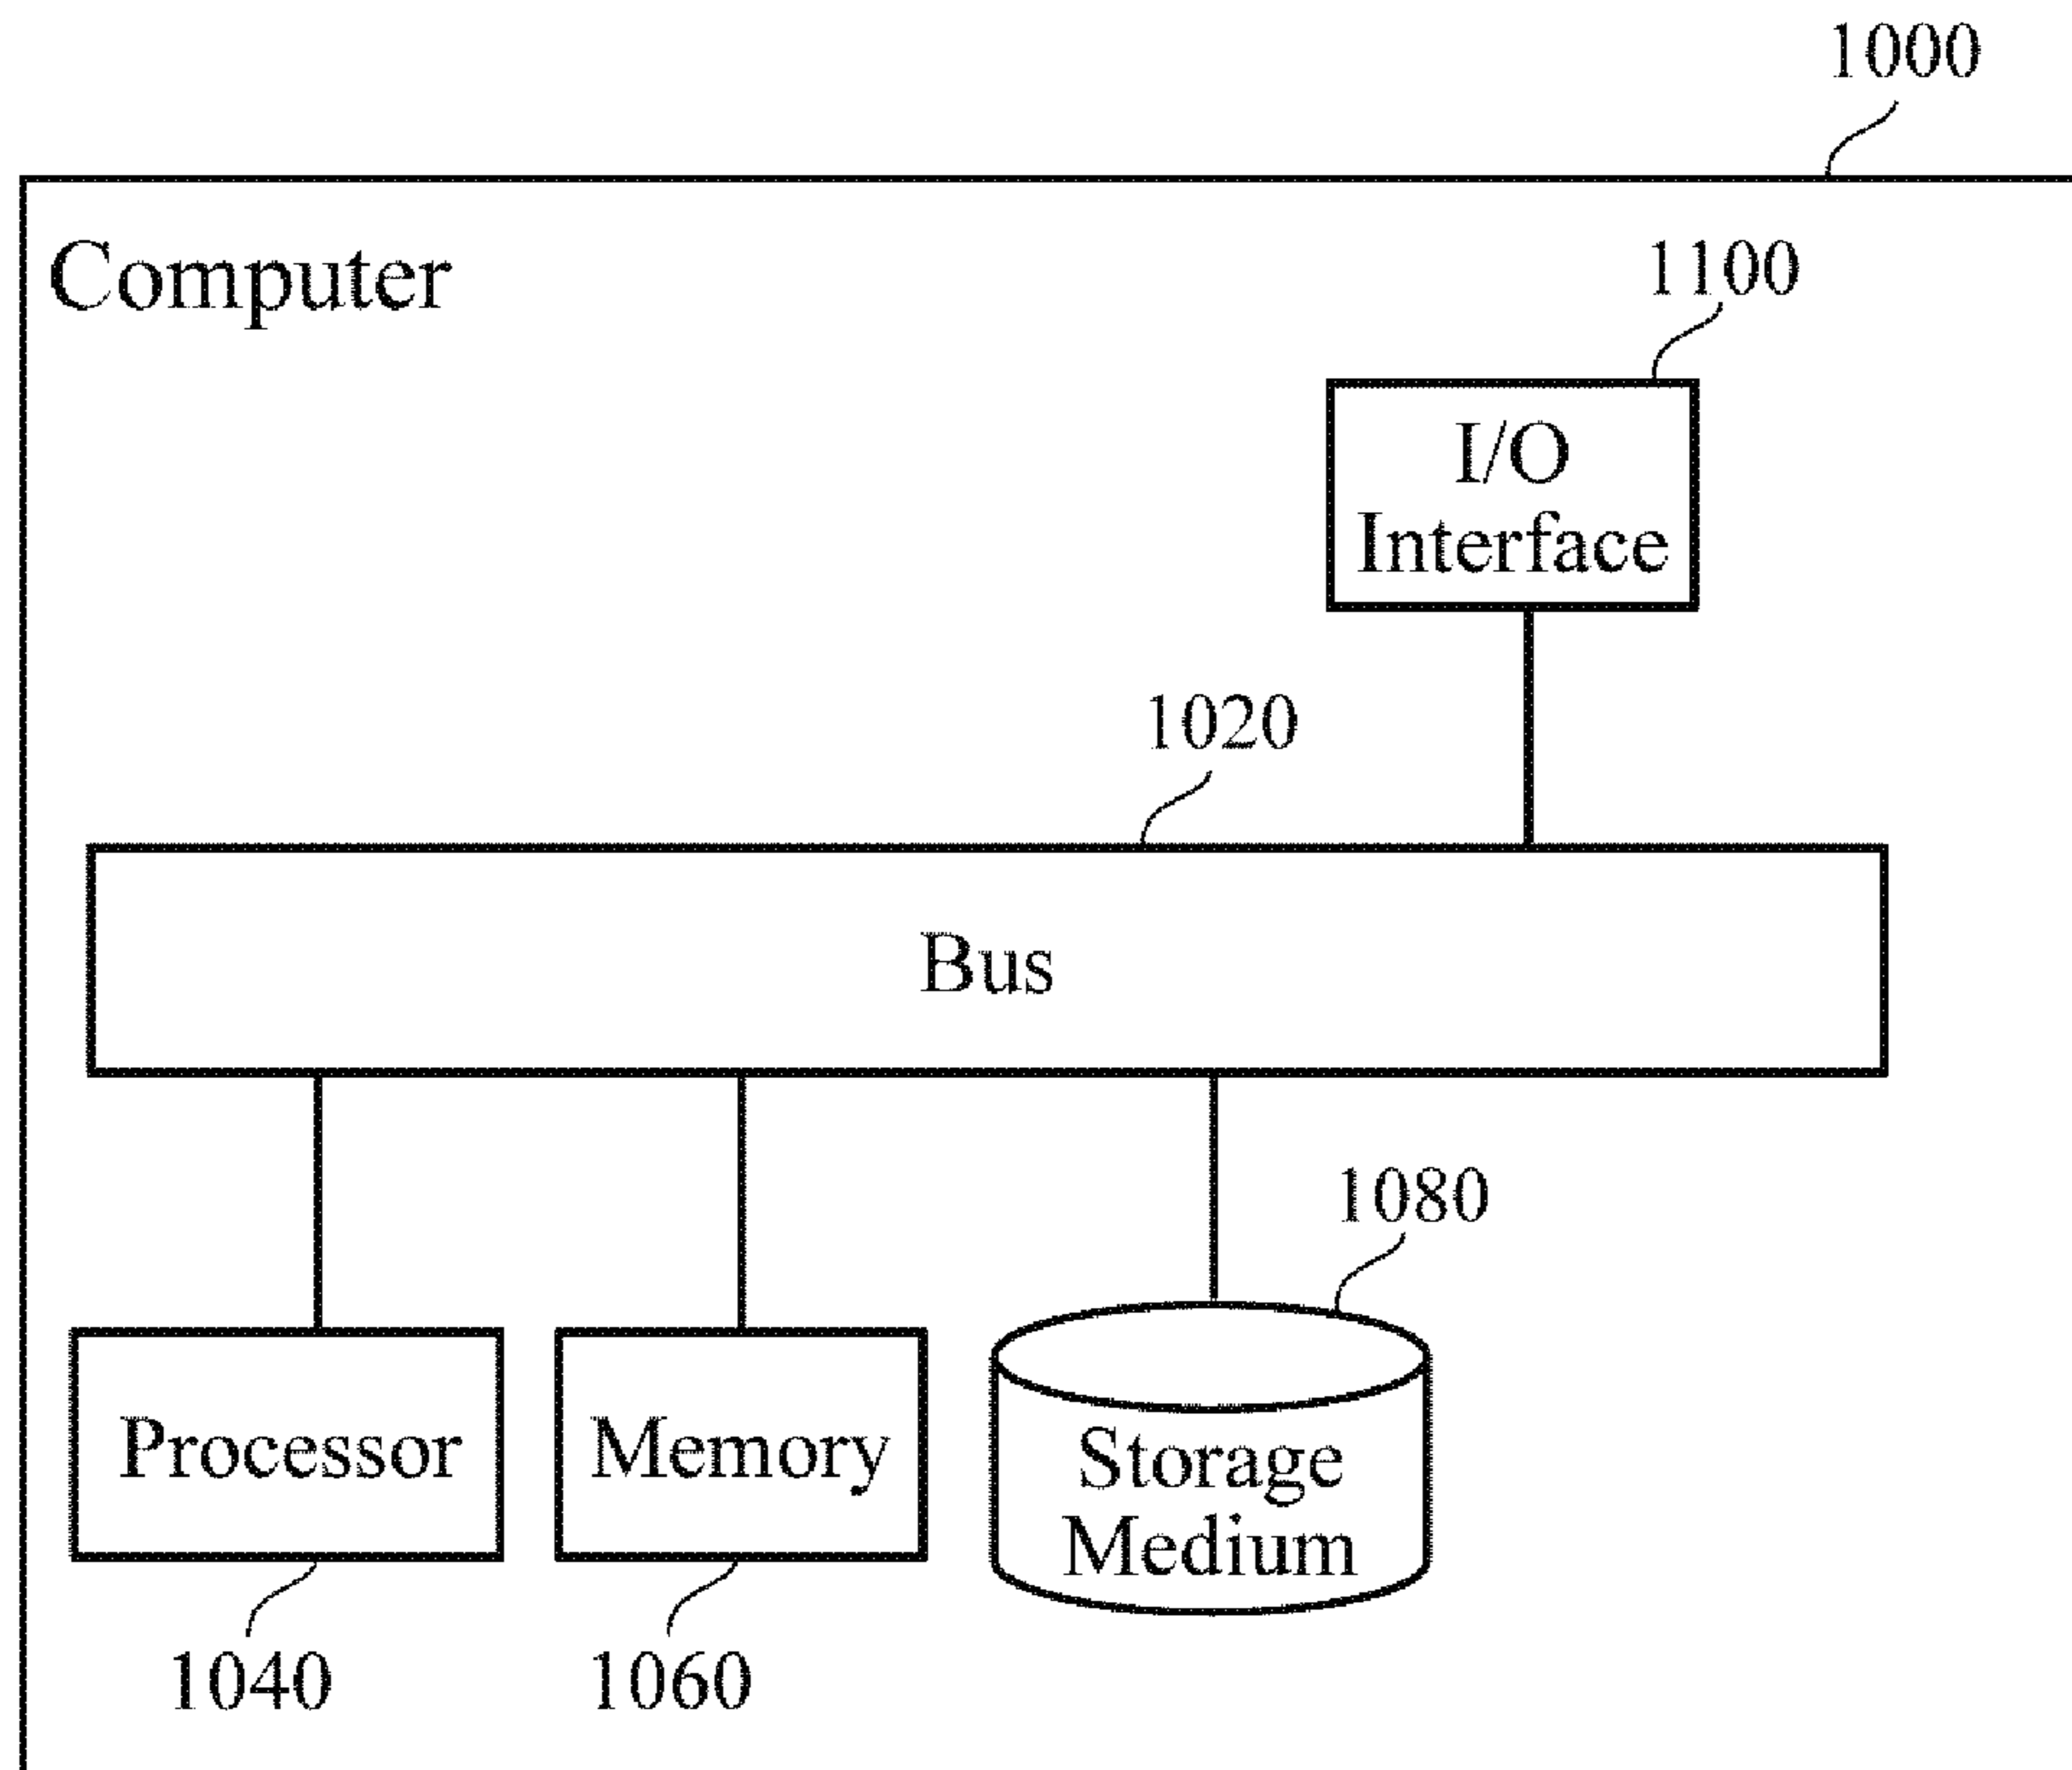 1000
Computer
1100
I/O
Interface
1020
Bus
1080
Processor
Memory
Storage
Medium
1040
1060